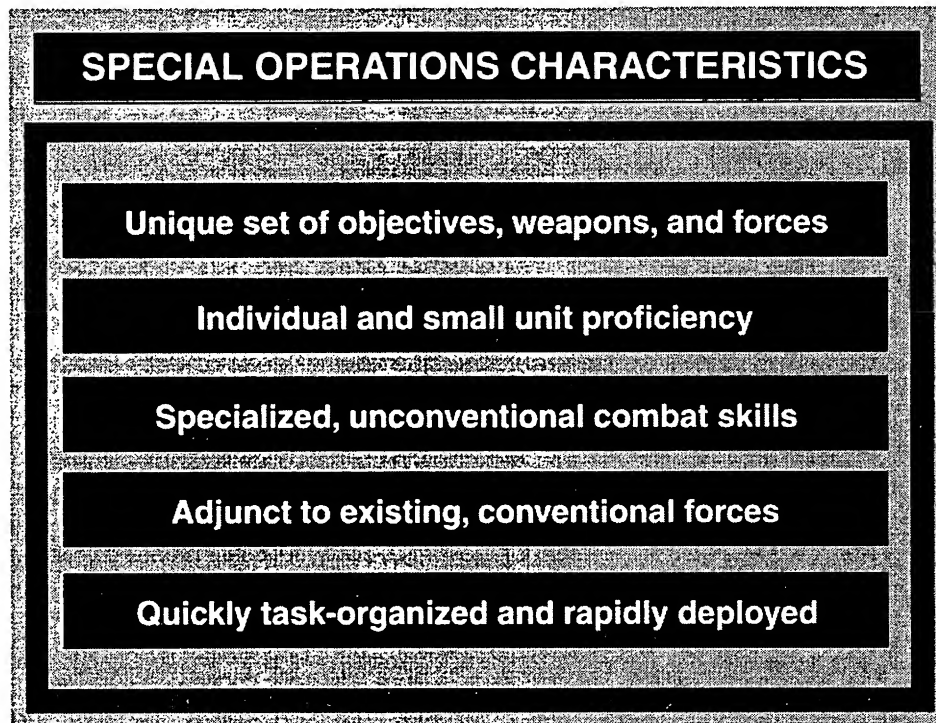 SPECIAL OPERATIONS CHARACTERISTICS
Unique set of objectives, weapons, and forces
Individual and small unit proficiency
Specialized, unconventional combat skills
Adjunct to existing, conventional forces
Quickly task-organized and rapidly deployed